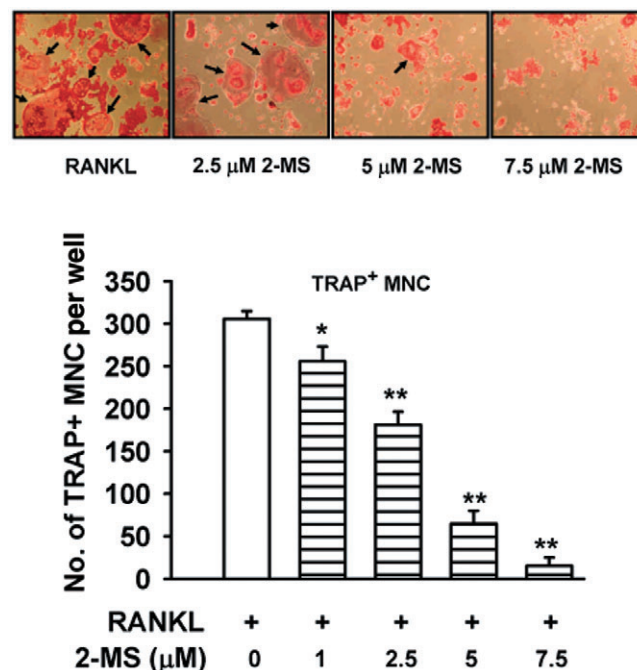 RANKL 2.5 μM 2-MS 5 μM 2-MS 7.5 μM 2-MS
TRAP⁺ MNC
No. of TRAP+ MNC per well
350
300
250
200
150
100
50
0
*
**
**
**
RANKL + + + + +
2-MS (μM) 0 1 2.5 5 7.5